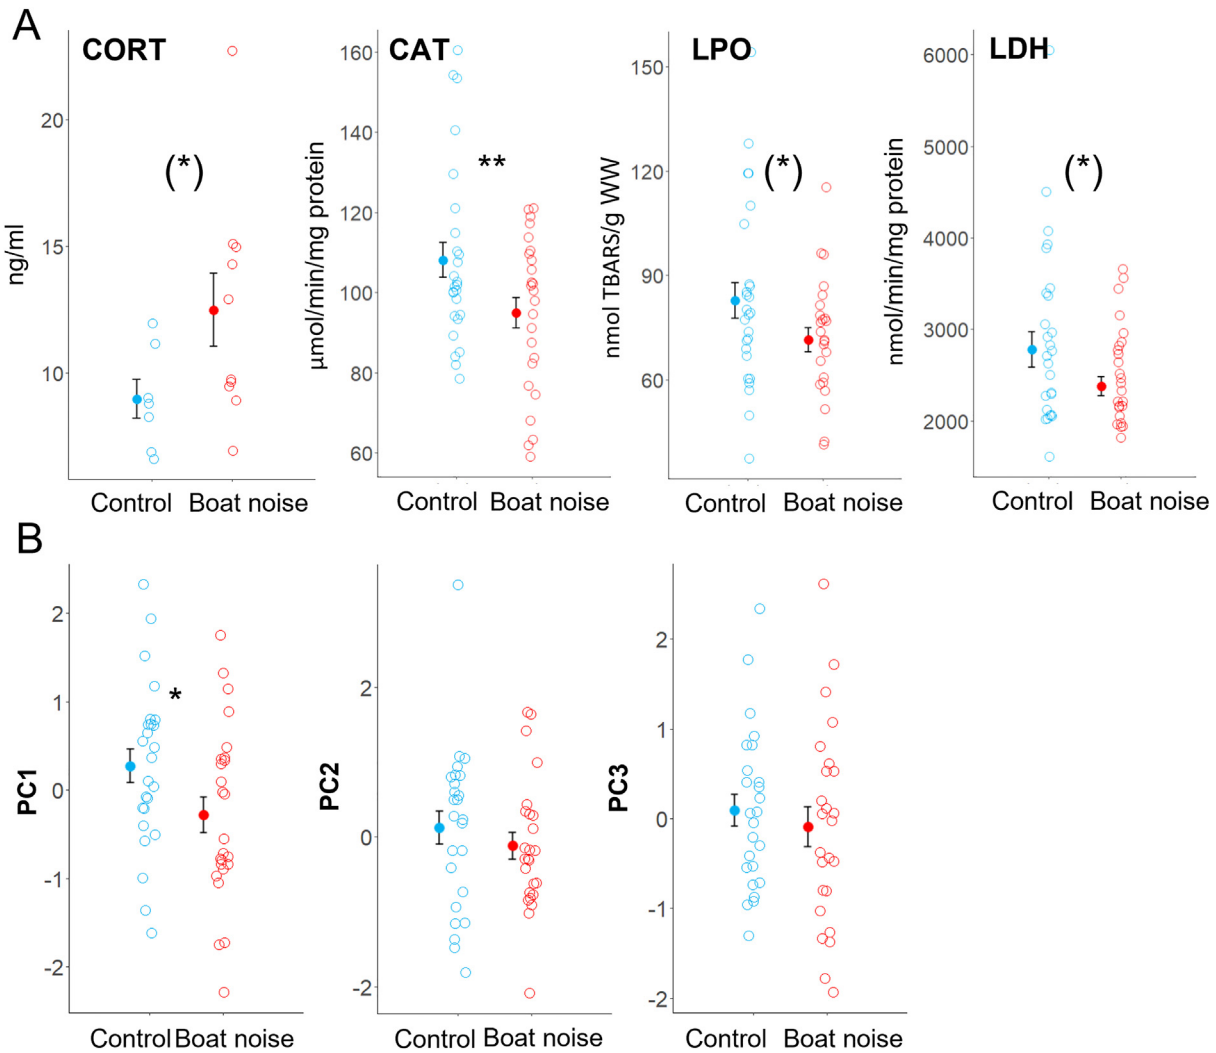 A
CORT
CAT
LPO
LDH
ng/ml
20
15
10
(*)
Control
Boat noise
µmol/min/mg protein
160
140
120
100
80
60
**
Control
Boat noise
nmol TBARS/g WW
150
120
90
60
(*)
Control
Boat noise
nmol/min/mg protein
6000
5000
4000
3000
2000
(*)
Control
Boat noise
B
PC1
2
1
0
-1
-2
*
Control
Boat noise
PC2
2
0
-2
Control
Boat noise
PC3
2
1
0
-1
-2
Control
Boat noise